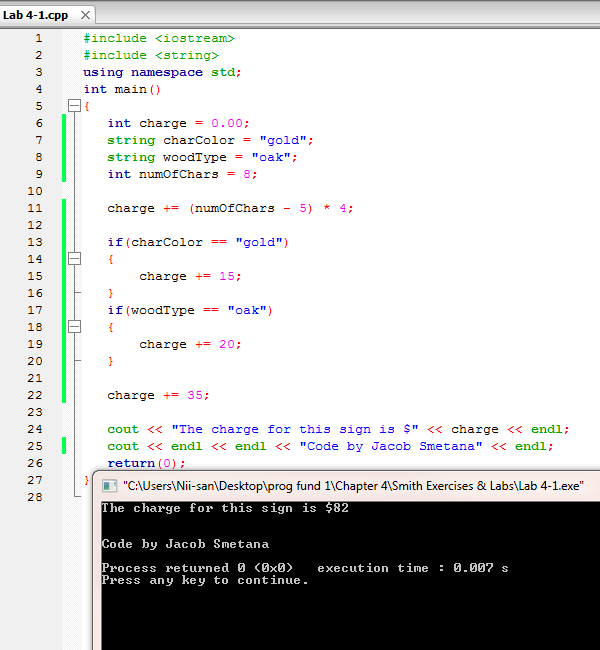 Lab 4-1.cpp
1 #include <iostream>
2 #include <string>
3 using namespace std;
4 int main()
5 {
6 int charge = 0.00;
7 string charColor = "gold";
8 string woodType = "oak";
9 int numOfChars = 8;
10
11 charge += (numOfChars - 5) * 4;
12
13 if(charColor == "gold")
14 {
15 charge += 15;
16 }
17 if(woodType == "oak")
18 {
19 charge += 20;
20 }
21
22 charge += 35;
23
24 cout << "The charge for this sign is $" << charge << endl;
25 cout << endl << endl << "Code by Jacob Smetana" << endl;
26 return(0);
27 }
28
"C:\Users\Nii-san\Desktop\prog fund 1\Chapter 4\Smith Exercises & Labs\Lab 4-1.exe"
The charge for this sign is $82
Code by Jacob Smetana
Process returned 0 (0x0) execution time : 0.007 s
Press any key to continue.